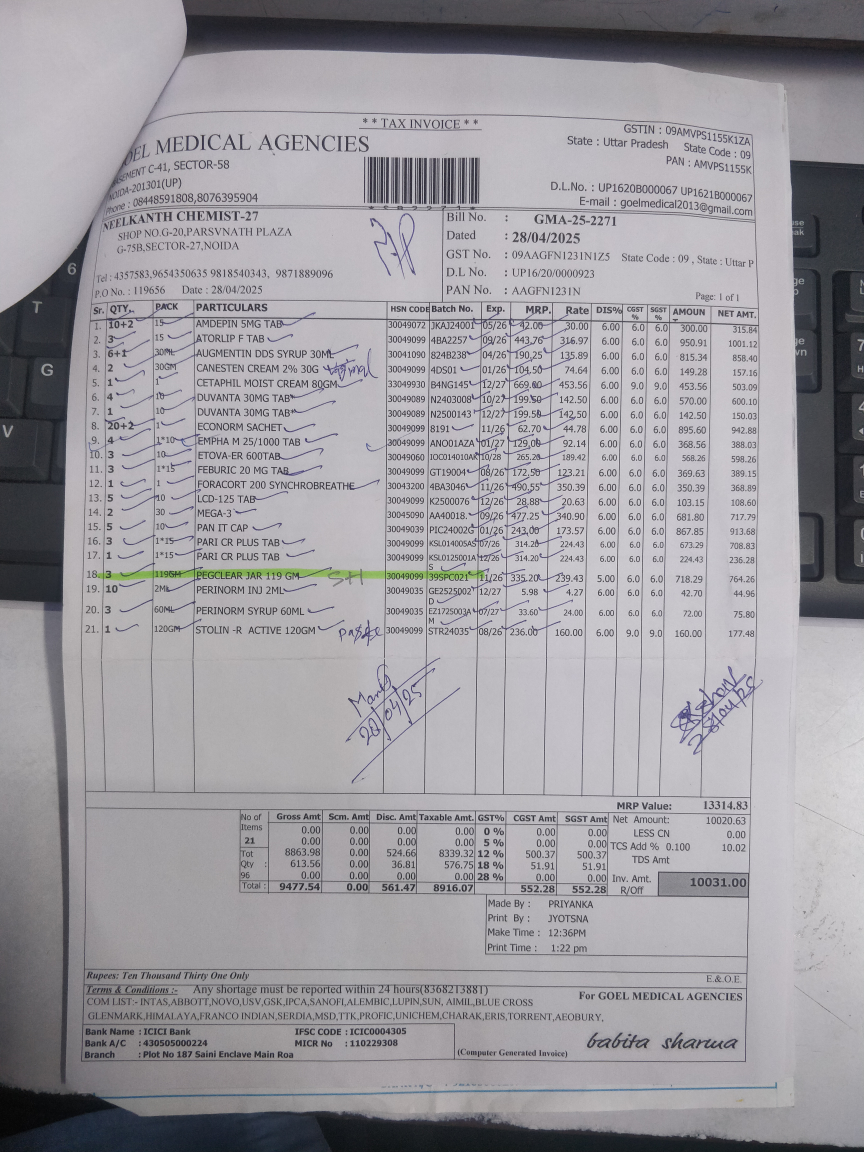 ** TAX INVOICE **
GOEL MEDICAL AGENCIES
BASEMENT C-41, SECTOR-58
NOIDA-201301(UP)
Phone : 08448591808,8076395904
GSTIN : 09AMVPS1155K1ZA
State : Uttar Pradesh State Code : 09
PAN : AMVPS1155K
D.L.No. : UP1620B000067 UP1621B000067
E-mail : goelmedical2013@gmail.com
NEELKANTH CHEMIST-27
SHOP NO.G-20,PARSVNATH PLAZA
G-75B,SECTOR-27,NOIDA
Tel : 4357583,9654350635 9818540343, 9871889096
P.O No. : 119656 Date : 28/04/2025
Bill No. : GMA-25-2271
Dated : 28/04/2025
GST No. : 09AAGFN1231N1Z5 State Code : 09 , State : Uttar P
D.L No. : UP16/20/0000923
PAN No. : AAGFN1231N
Page: 1 of 1
Sr. QTY. PACK PARTICULARS HSN CODE Batch No. Exp. MRP. Rate DIS% CGST % SGST % AMOUN T NET AMT.
1. 10+2 15 AMDEPIN 5MG TAB 30049072 JKAJ24001 05/26 42.00 30.00 6.00 6.0 6.0 300.00 315.84
2. 3 15 ATORLIP F TAB 30049099 4BA2257 09/26 443.76 316.97 6.00 6.0 6.0 950.91 1001.12
3. 6+1 30ML AUGMENTIN DDS SYRUP 30ML 30041090 824B238 04/26 190.25 135.89 6.00 6.0 6.0 815.34 858.40
4. 2 30GM CANESTEN CREAM 2% 30G 30049099 4DS01 01/26 104.50 74.64 6.00 6.0 6.0 149.28 157.16
5. 1 1 CETAPHIL MOIST CREAM 80GM 33049930 B4NG145 12/27 669.60 453.56 6.00 9.0 9.0 453.56 503.09
6. 4 10 DUVANTA 30MG TAB 30049089 N2403008 10/27 199.50 142.50 6.00 6.0 6.0 570.00 600.10
7. 1 10 DUVANTA 30MG TAB 30049089 N2500143 12/27 199.50 142.50 6.00 6.0 6.0 142.50 150.03
8. 20+2 1 ECONORM SACHET 30049099 8191 11/26 62.70 44.78 6.00 6.0 6.0 895.60 942.88
9. 4 1*10 EMPHA M 25/1000 TAB 30049099 ANO01AZA 01/27 129.00 92.14 6.00 6.0 6.0 368.56 388.03
10. 3 10 ETOVA-ER 600TAB 30049060 IOC014010A 10/28 265.20 189.42 6.00 6.0 6.0 568.26 598.26
11. 3 1*15 FEBURIC 20 MG TAB 30049099 GT19004 08/26 172.50 123.21 6.00 6.0 6.0 369.63 389.15
12. 1 1 FORACORT 200 SYNCHROBREATHE 30043200 4BA3046 11/26 490.55 350.39 6.00 6.0 6.0 350.39 368.89
13. 5 10 LCD-125 TAB 30049099 K2500076 12/26 28.88 20.63 6.00 6.0 6.0 103.15 108.60
14. 2 30 MEGA-3 30045090 AA40018. 09/26 477.25 340.90 6.00 6.0 6.0 681.80 717.79
15. 5 10 PAN IT CAP 30049039 PIC24002G 01/26 243.00 173.57 6.00 6.0 6.0 867.85 913.68
16. 3 1*15 PARI CR PLUS TAB 30049099 KSL014005AS 07/26 314.20 224.43 6.00 6.0 6.0 673.29 708.83
17. 1 1*15 PARI CR PLUS TAB 30049099 KSL0125001A S 12/26 314.20 224.43 6.00 6.0 6.0 224.43 236.28
18. 3 119GM PEGCLEAR JAR 119 GM SH 30049099 39SPC021 11/26 335.20 239.43 5.00 6.0 6.0 718.29 764.26
19. 10 2ML PERINORM INJ 2ML 30049035 GE2525002 D 12/27 5.98 4.27 6.00 6.0 6.0 42.70 44.96
20. 3 60ML PERINORM SYRUP 60ML 30049035 EZ1725003A M 07/27 33.60 24.00 6.00 6.0 6.0 72.00 75.80
21. 1 120GM STOLIN -R ACTIVE 120GM Paste 30049099 STR24035 08/26 236.00 160.00 6.00 9.0 9.0 160.00 177.48
28/04/25
28/04/25
MRP Value: 13314.83
No of Items 21 Tot Qty : 96
Gross Amt Scm. Amt Disc. Amt Taxable Amt. GST% CGST Amt SGST Amt
0.00 0.00 0.00 0.00 0 % 0.00 0.00
0.00 0.00 0.00 0.00 5 % 0.00 0.00
8863.98 0.00 524.66 8339.32 12 % 500.37 500.37
613.56 0.00 36.81 576.75 18 % 51.91 51.91
0.00 0.00 0.00 0.00 28 % 0.00 0.00
Total : 9477.54 0.00 561.47 8916.07 552.28 552.28
Net Amount: 10020.63
LESS CN 0.00
TCS Add % 0.100 10.02
TDS Amt
Inv. Amt. R/Off 10031.00
Made By : PRIYANKA
Print By : JYOTSNA
Make Time : 12:36PM
Print Time : 1:22 pm
Rupees: Ten Thousand Thirty One Only
E.& O.E.
Terms & Conditions :- Any shortage must be reported within 24 hours(8368213881)
COM LIST:- INTAS,ABBOTT,NOVO,USV,GSK,IPCA,SANOFI,ALEMBIC,LUPIN,SUN, AIMIL,BLUE CROSS
GLENMARK,HIMALAYA,FRANCO INDIAN,SERDIA,MSD,TTK,PROFIC,UNICHEM,CHARAK,ERIS,TORRENT,AEOBURY,
For GOEL MEDICAL AGENCIES
Bank Name : ICICI Bank IFSC CODE : ICIC0004305
Bank A/C : 430505000224 MICR No : 110229308
Branch : Plot No 187 Saini Enclave Main Roa
(Computer Generated Invoice)
babita sharma